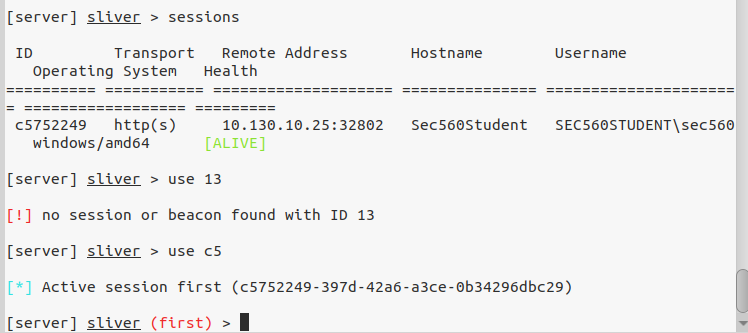 [server] sliver > sessions
ID Transport Remote Address Hostname Username
Operating System Health
========== =========== ==================== =============== =====================
= ================== =========
c5752249 http(s) 10.130.10.25:32802 Sec560Student SEC560STUDENT\sec560
windows/amd64 [ALIVE]
[server] sliver > use 13
[!] no session or beacon found with ID 13
[server] sliver > use c5
[*] Active session first (c5752249-397d-42a6-a3ce-0b34296dbc29)
[server] sliver (first) >